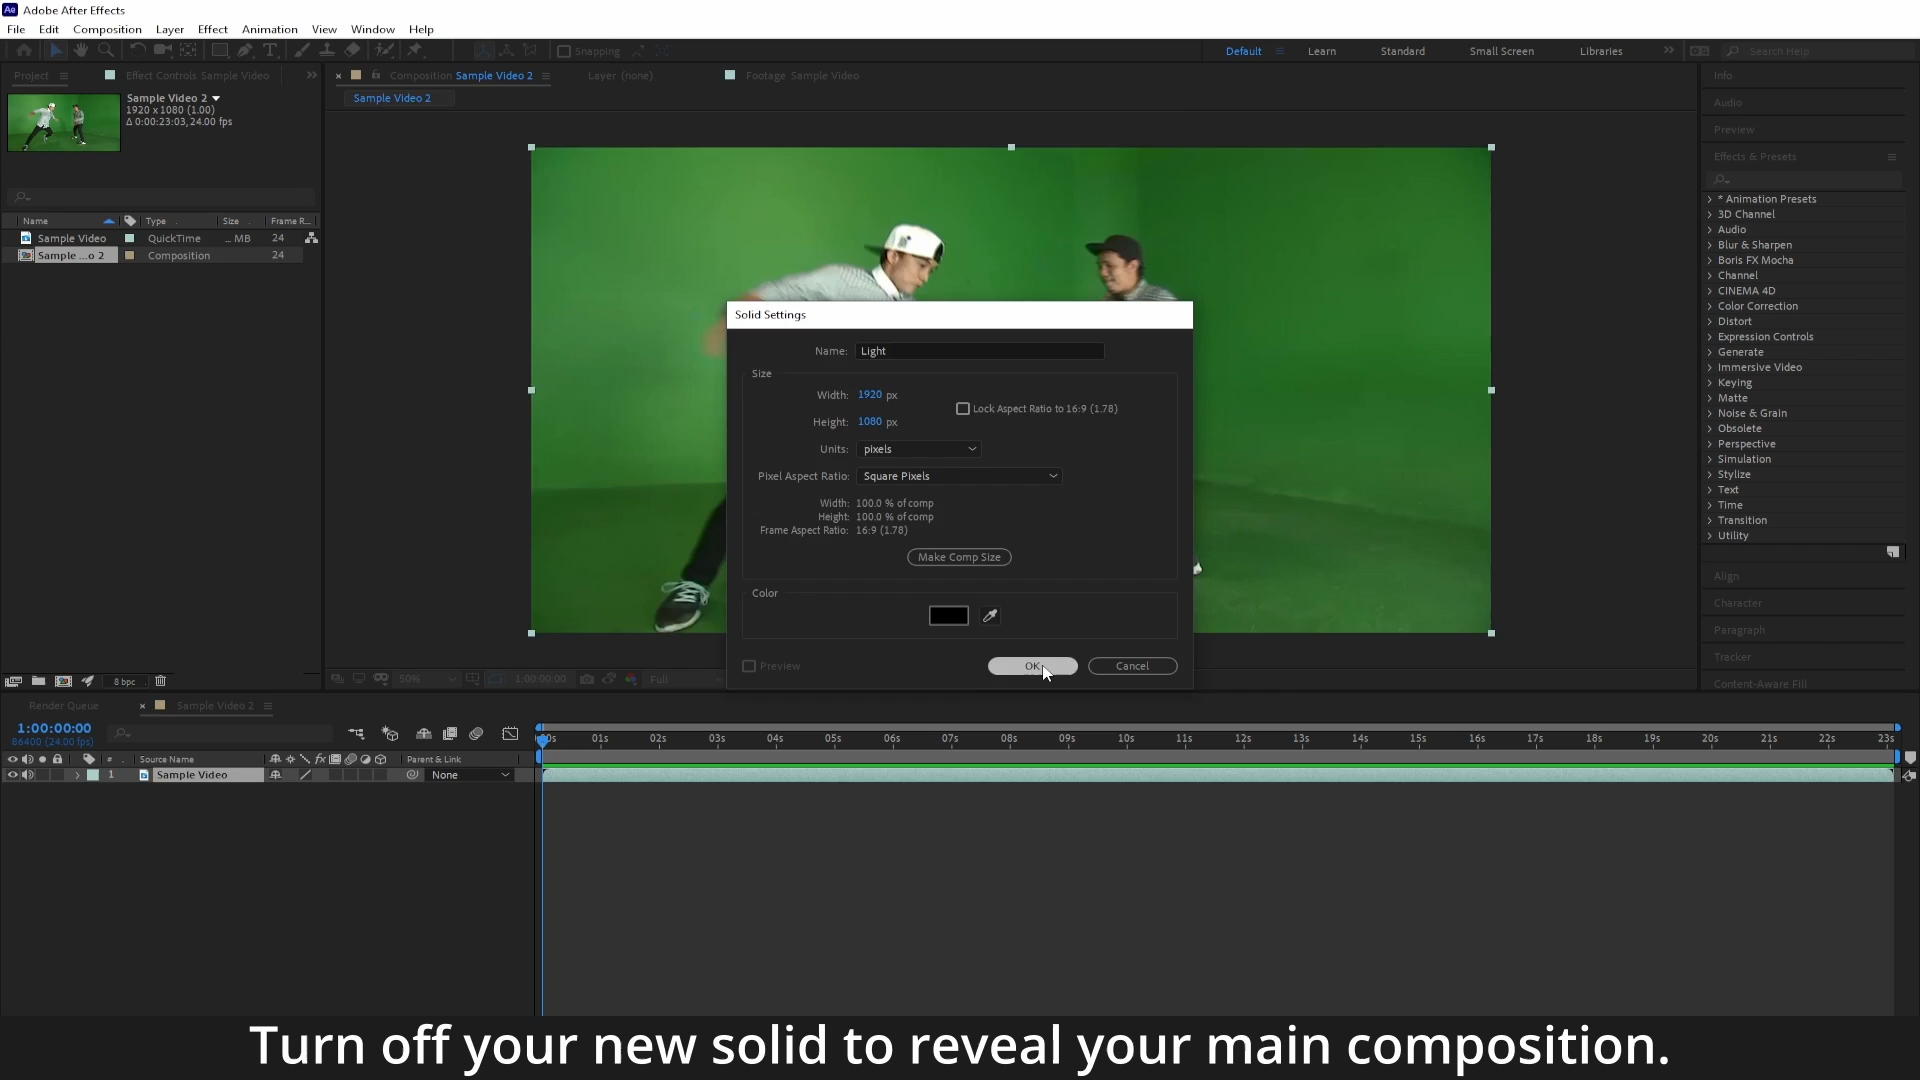 Ae Adobe After Effects
File Edit Composition Layer Effect Animation View Window Help
Snapping
Default Learn Standard Small Screen Libraries Search Help
Project Effect Controls Sample Video
Composition Sample Video 2 Layer (none) Footage Sample Video
Sample Video 2
Sample Video 2
1920 x 1080 (1.00)
Δ 0:00:23:03, 24.00 fps
Name Type Size Frame R...
Sample Video QuickTime ... MB 24
Sample ...o 2 Composition 24
8 bpc
Solid Settings
Name: Light
Size
Width: 1920 px
Lock Aspect Ratio to 16:9 (1.78)
Height: 1080 px
Units: pixels
Pixel Aspect Ratio: Square Pixels
Width: 100.0 % of comp
Height: 100.0 % of comp
Frame Aspect Ratio: 16:9 (1.78)
Make Comp Size
Color
Preview OK Cancel
50% 1:00:00:00 Full
Info
Audio
Preview
Effects & Presets
* Animation Presets
3D Channel
Audio
Blur & Sharpen
Boris FX Mocha
Channel
CINEMA 4D
Color Correction
Distort
Expression Controls
Generate
Immersive Video
Keying
Matte
Noise & Grain
Obsolete
Perspective
Simulation
Stylize
Text
Time
Transition
Utility
Align
Character
Paragraph
Tracker
Content-Aware Fill
Render Queue Sample Video 2
1:00:00:00
86400 (24.00 fps)
# Source Name fx Parent & Link
1 Sample Video None
01s 02s 03s 04s 05s 06s 07s 08s 09s 10s 11s 12s 13s 14s 15s 16s 17s 18s 19s 20s 21s 22s 23s
Turn off your new solid to reveal your main composition.